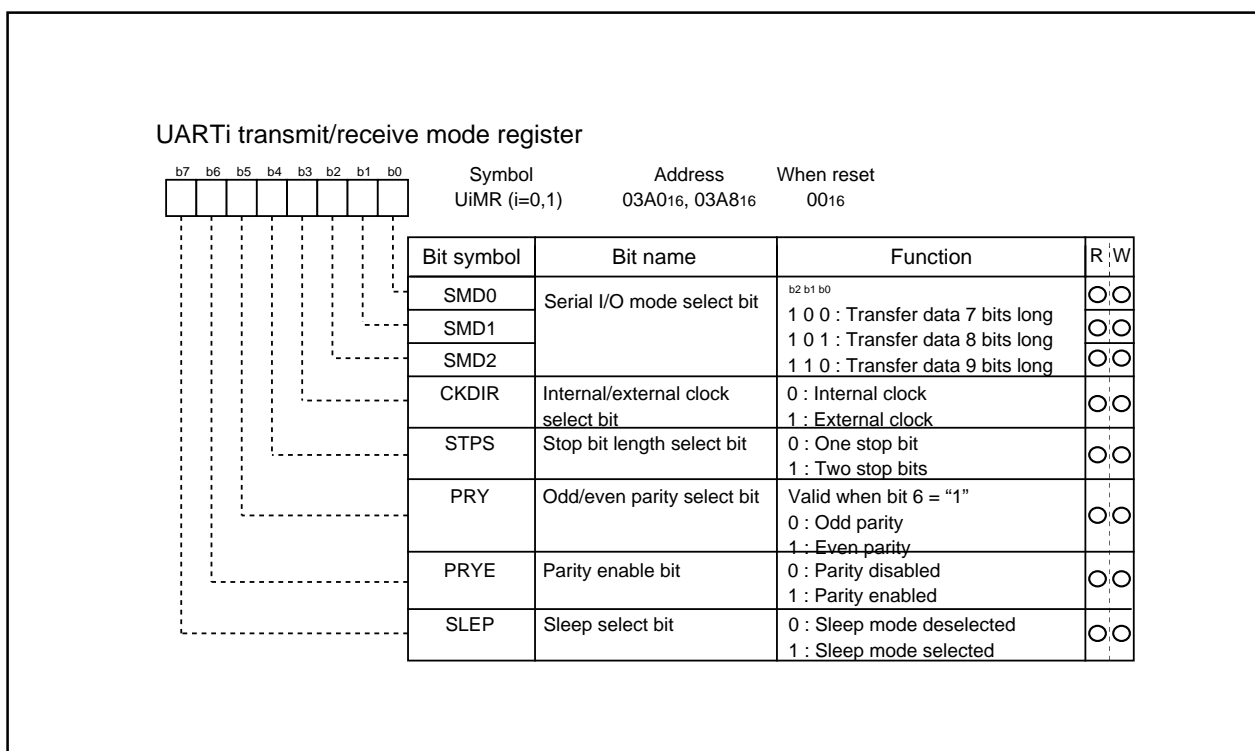 UARTi transmit/receive mode register
b7 b6 b5 b4 b3 b2 b1 b0
Symbol Address When reset
UiMR (i=0,1) 03A016, 03A816 0016
Bit symbol Bit name Function R W
SMD0 Serial I/O mode select bit b2 b1 b0
1 0 0 : Transfer data 7 bits long
SMD1 1 0 1 : Transfer data 8 bits long
SMD2 1 1 0 : Transfer data 9 bits long
CKDIR Internal/external clock 0 : Internal clock
select bit 1 : External clock
STPS Stop bit length select bit 0 : One stop bit
1 : Two stop bits
PRY Odd/even parity select bit Valid when bit 6 = “1”
0 : Odd parity
1 : Even parity
PRYE Parity enable bit 0 : Parity disabled
1 : Parity enabled
SLEP Sleep select bit 0 : Sleep mode deselected
1 : Sleep mode selected